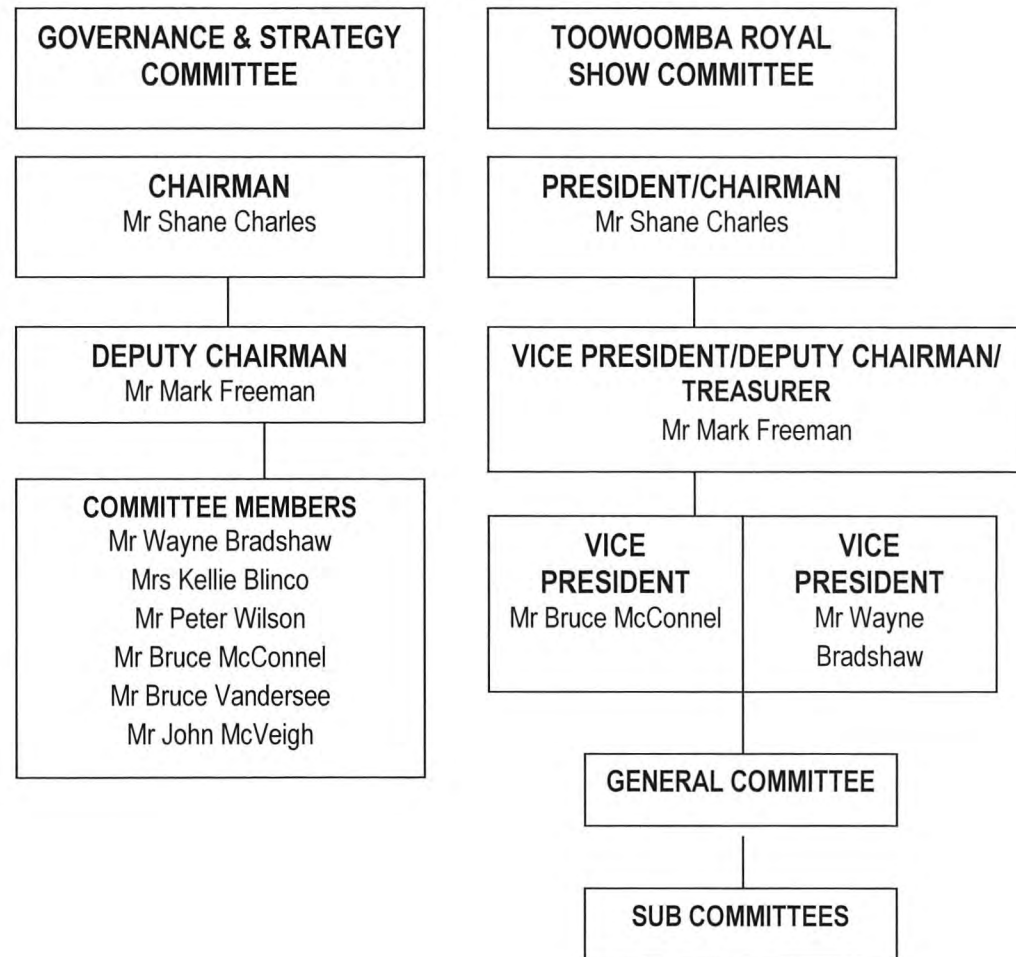 GOVERNANCE & STRATEGY
COMMITTEE
CHAIRMAN
Mr Shane Charles
DEPUTY CHAIRMAN
Mr Mark Freeman
COMMITTEE MEMBERS
Mr Wayne Bradshaw
Mrs Kellie Blinco
Mr Peter Wilson
Mr Bruce McConnel
Mr Bruce Vandersee
Mr John McVeigh
TOOWOOMBA ROYAL
SHOW COMMITTEE
PRESIDENT/CHAIRMAN
Mr Shane Charles
VICE PRESIDENT/DEPUTY CHAIRMAN/
TREASURER
Mr Mark Freeman
VICE
PRESIDENT
Mr Bruce McConnel
VICE
PRESIDENT
Mr Wayne
Bradshaw
GENERAL COMMITTEE
SUB COMMITTEES